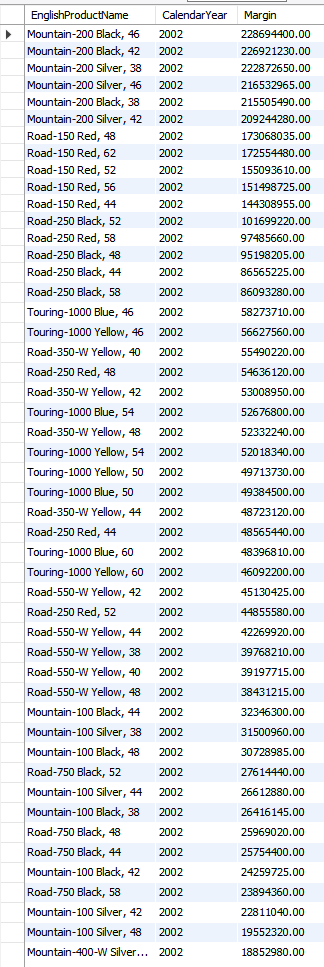 EnglishProductName CalendarYear Margin
Mountain-200 Black, 46 2002 228694400.00
Mountain-200 Black, 42 2002 226921230.00
Mountain-200 Silver, 38 2002 222872650.00
Mountain-200 Silver, 46 2002 216532965.00
Mountain-200 Black, 38 2002 215505490.00
Mountain-200 Silver, 42 2002 209244280.00
Road-150 Red, 48 2002 173068035.00
Road-150 Red, 62 2002 172554480.00
Road-150 Red, 52 2002 155093610.00
Road-150 Red, 56 2002 151498725.00
Road-150 Red, 44 2002 144308955.00
Road-250 Black, 52 2002 101699220.00
Road-250 Red, 58 2002 97485660.00
Road-250 Black, 48 2002 95198205.00
Road-250 Black, 44 2002 86565225.00
Road-250 Black, 58 2002 86093280.00
Touring-1000 Blue, 46 2002 58273710.00
Touring-1000 Yellow, 46 2002 56627560.00
Road-350-W Yellow, 40 2002 55490220.00
Road-250 Red, 48 2002 54636120.00
Road-350-W Yellow, 42 2002 53008950.00
Touring-1000 Blue, 54 2002 52676800.00
Road-350-W Yellow, 48 2002 52332240.00
Touring-1000 Yellow, 54 2002 52018340.00
Touring-1000 Yellow, 50 2002 49713730.00
Touring-1000 Blue, 50 2002 49384500.00
Road-350-W Yellow, 44 2002 48723120.00
Road-250 Red, 44 2002 48565440.00
Touring-1000 Blue, 60 2002 48396810.00
Touring-1000 Yellow, 60 2002 46092200.00
Road-550-W Yellow, 42 2002 45130425.00
Road-250 Red, 52 2002 44855580.00
Road-550-W Yellow, 44 2002 42269920.00
Road-550-W Yellow, 38 2002 39768210.00
Road-550-W Yellow, 40 2002 39197715.00
Road-550-W Yellow, 48 2002 38431215.00
Mountain-100 Black, 44 2002 32346300.00
Mountain-100 Silver, 38 2002 31500960.00
Mountain-100 Black, 48 2002 30728985.00
Road-750 Black, 52 2002 27614440.00
Mountain-100 Silver, 44 2002 26612880.00
Mountain-100 Black, 38 2002 26416145.00
Road-750 Black, 48 2002 25969020.00
Road-750 Black, 44 2002 25754400.00
Mountain-100 Black, 42 2002 24259725.00
Road-750 Black, 58 2002 23894360.00
Mountain-100 Silver, 42 2002 22811040.00
Mountain-100 Silver, 48 2002 19552320.00
Mountain-400-W Silver... 2002 18852980.00